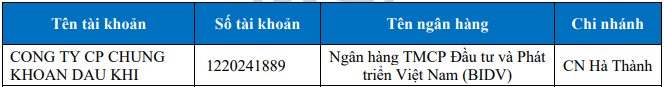 Tên tài khoản Số tài khoản Tên ngân hàng Chi nhánh
CONG TY CP CHUNG
KHOAN DAU KHI
1220241889
Ngân hàng TMCP Đầu tư và Phát
triển Việt Nam (BIDV)
CN Hà Thành